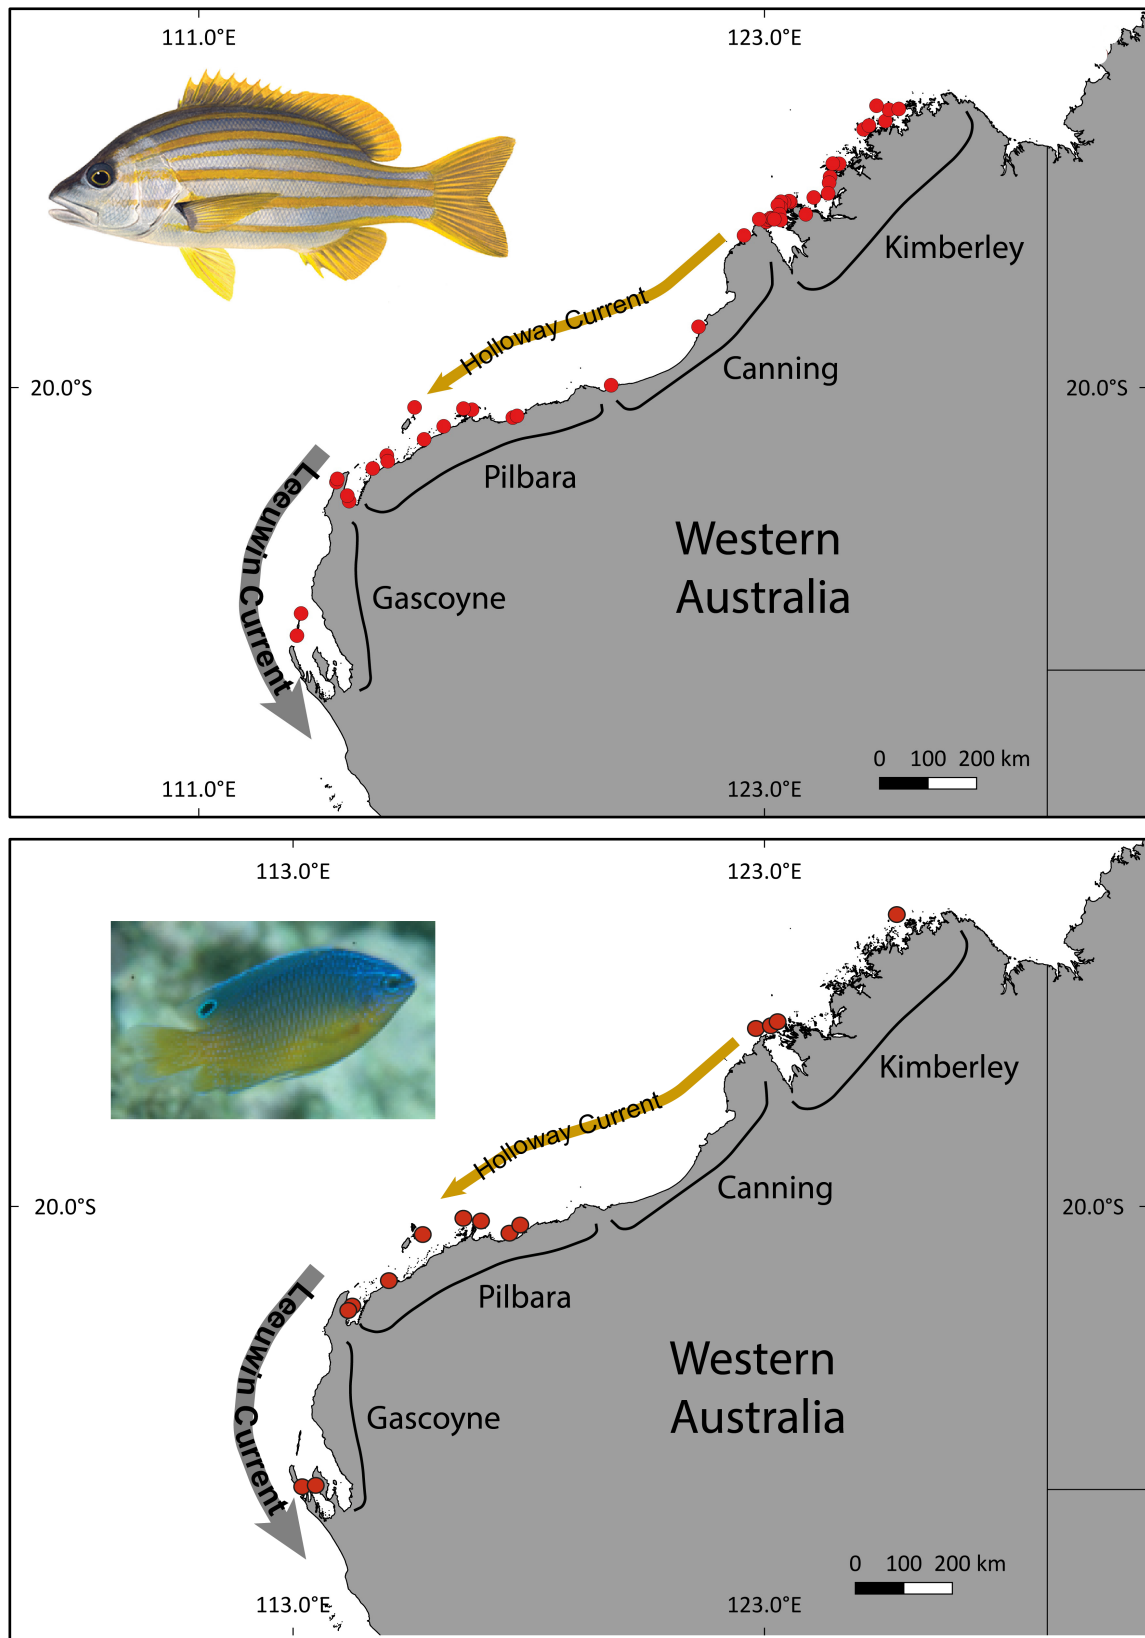 111.0°E 123.0°E
Kimberley
Holloway Current
Canning
20.0°S 20.0°S
Pilbara
Leeuwin Current
Western
Australia
Gascoyne
0 100 200 km
111.0°E 123.0°E
113.0°E 123.0°E
Kimberley
Holloway Current
Canning
20.0°S 20.0°S
Pilbara
Leeuwin Current
Western
Australia
Gascoyne
0 100 200 km
113.0°E 123.0°E